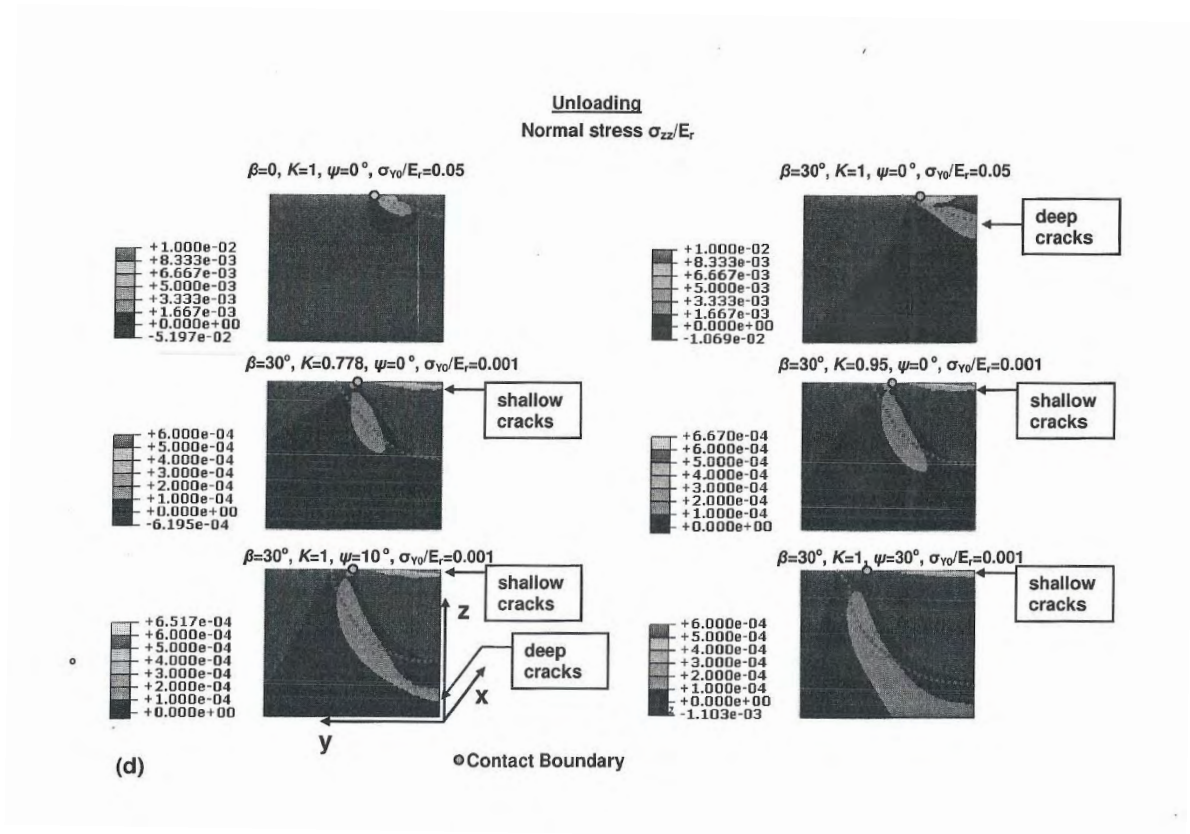 Unloading
Normal stress σzz/Er
β=0, K=1, ψ=0°, σY0/Er=0.05
+1.000e-02
+8.333e-03
+6.667e-03
+5.000e-03
+3.333e-03
+1.667e-03
+0.000e+00
-5.197e-02
β=30°, K=1, ψ=0°, σY0/Er=0.05
deep
cracks
+1.000e-02
+8.333e-03
+6.667e-03
+5.000e-03
+3.333e-03
+1.667e-03
+0.000e+00
-1.069e-02
β=30°, K=0.778, ψ=0°, σY0/Er=0.001
shallow
cracks
+6.000e-04
+5.000e-04
+4.000e-04
+3.000e-04
+2.000e-04
+1.000e-04
+0.000e+00
-6.195e-04
β=30°, K=0.95, ψ=0°, σY0/Er=0.001
shallow
cracks
+6.670e-04
+6.000e-04
+5.000e-04
+4.000e-04
+3.000e-04
+2.000e-04
+1.000e-04
+0.000e+00
β=30°, K=1, ψ=10°, σY0/Er=0.001
shallow
cracks
z
deep
cracks
x
y
+6.517e-04
+6.000e-04
+5.000e-04
+4.000e-04
+3.000e-04
+2.000e-04
+1.000e-04
+0.000e+00
β=30°, K=1, ψ=30°, σY0/Er=0.001
shallow
cracks
+6.000e-04
+5.000e-04
+4.000e-04
+3.000e-04
+2.000e-04
+1.000e-04
+0.000e+00
-1.103e-03
(d)
Contact Boundary